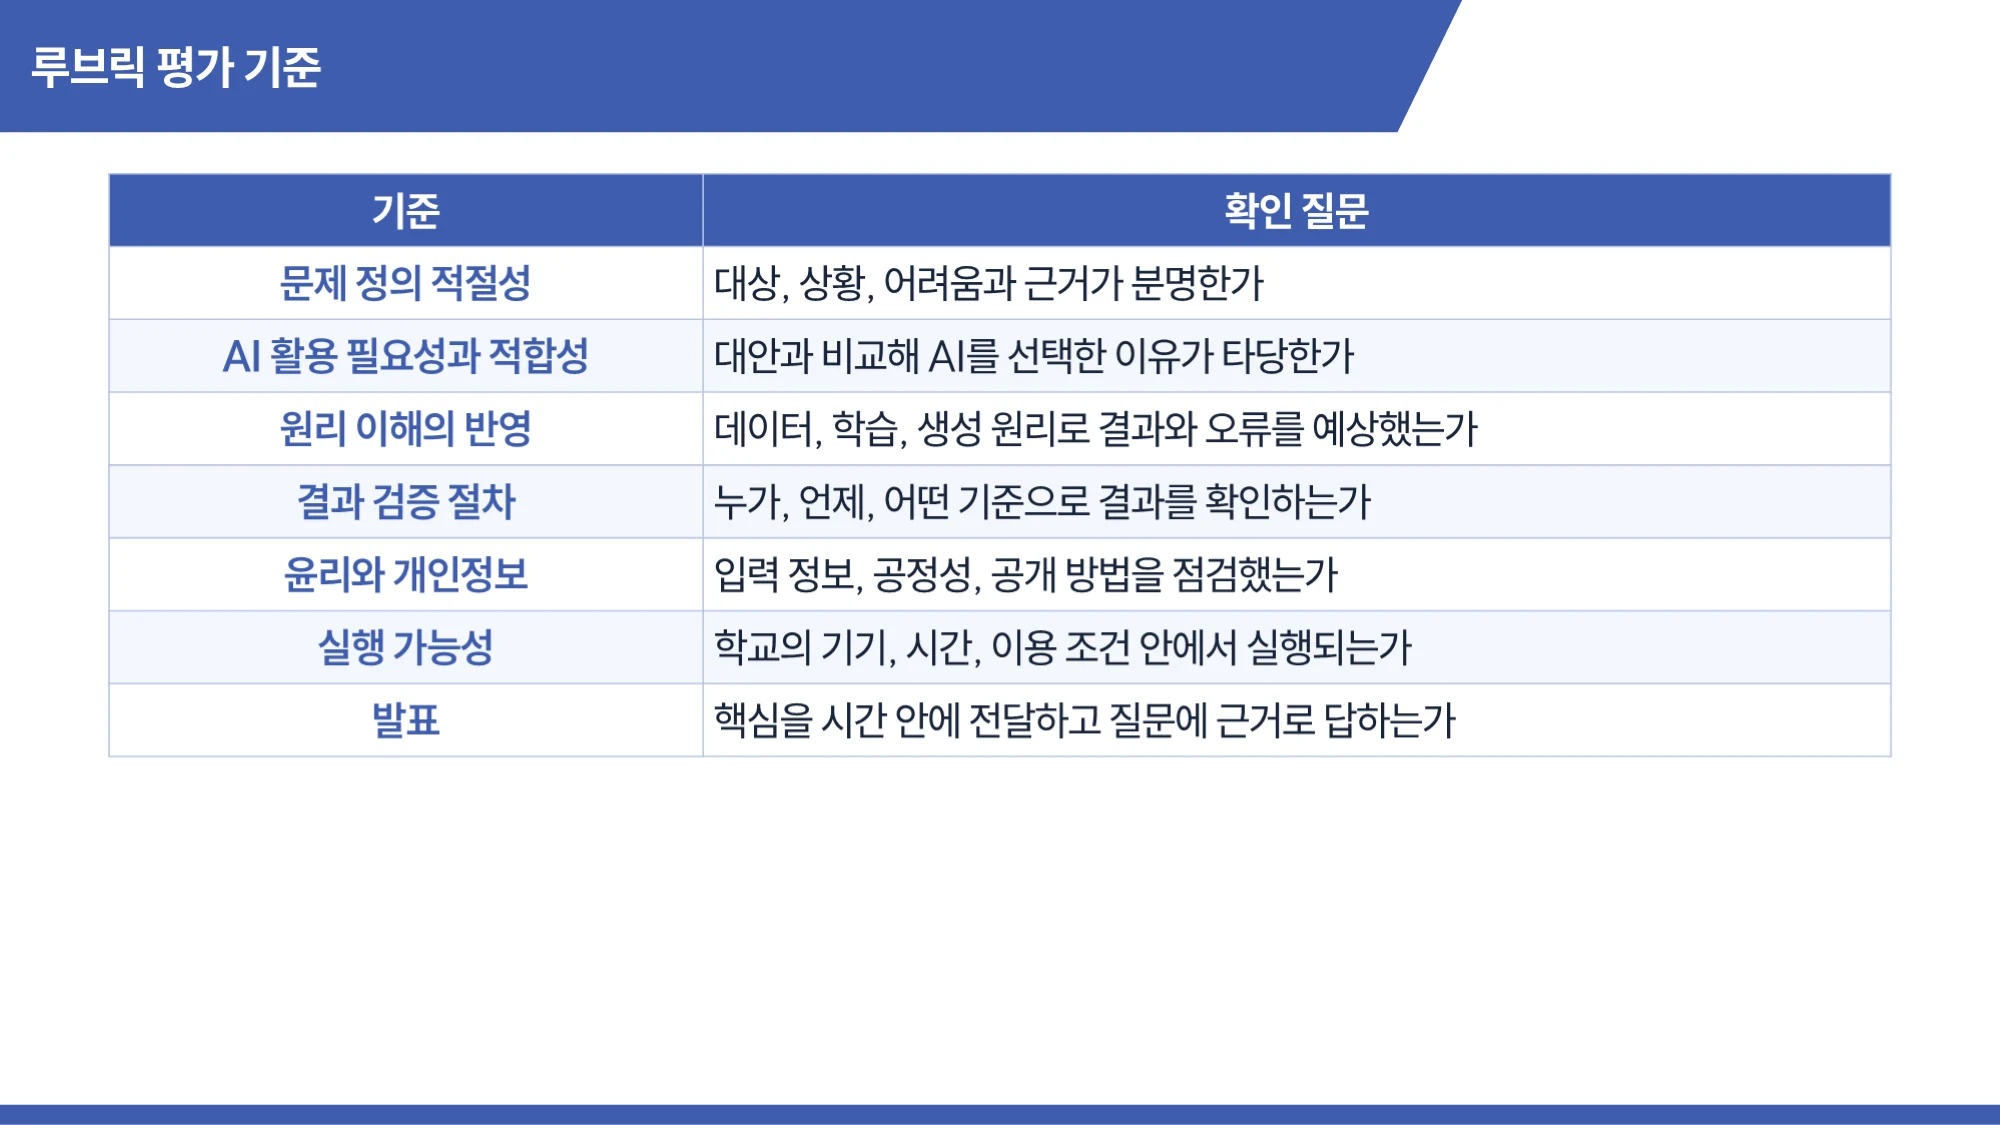 루브릭 평가 기준
기준 확인 질문
문제 정의 적절성 대상, 상황, 어려움과 근거가 분명한가
AI 활용 필요성과 적합성 대안과 비교해 AI를 선택한 이유가 타당한가
원리 이해의 반영 데이터, 학습, 생성 원리로 결과와 오류를 예상했는가
결과 검증 절차 누가, 언제, 어떤 기준으로 결과를 확인하는가
윤리와 개인정보 입력 정보, 공정성, 공개 방법을 점검했는가
실행 가능성 학교의 기기, 시간, 이용 조건 안에서 실행되는가
발표 핵심을 시간 안에 전달하고 질문에 근거로 답하는가